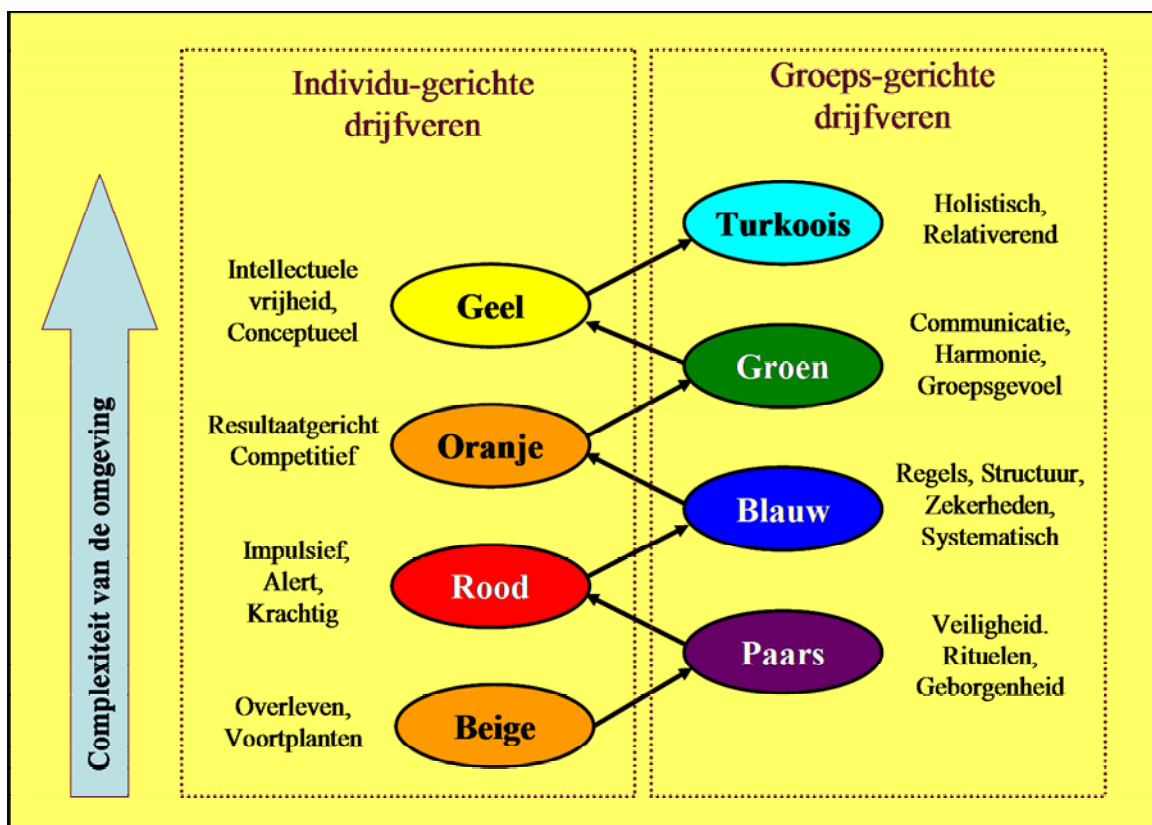 Individu-gerichte
drijfveren
Groeps-gerichte
drijfveren
Complexiteit van de omgeving
Turkoois
Holistisch,
Relativerend
Intellectuele
vrijheid,
Conceptueel
Geel
Groen
Communicatie,
Harmonie,
Groepsgevoel
Resultaatgericht
Competitief
Oranje
Blauw
Regels, Structuur,
Zekerheden,
Systematisch
Impulsief,
Alert,
Krachtig
Rood
Paars
Veiligheid.
Rituelen,
Geborgenheid
Overleven,
Voortplanten
Beige